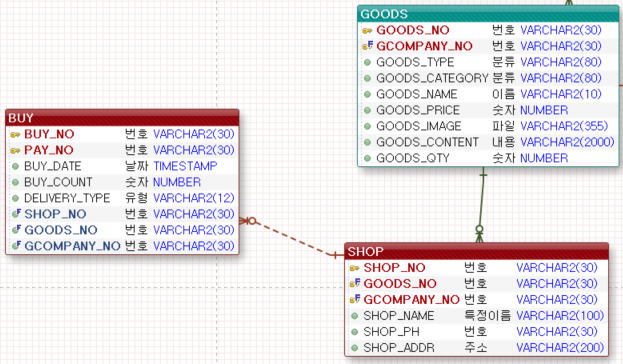 GOODS
GOODS_NO 번호 VARCHAR2(30)
GCOMPANY_NO 번호 VARCHAR2(30)
GOODS_TYPE 분류 VARCHAR2(80)
GOODS_CATEGORY 분류 VARCHAR2(80)
GOODS_NAME 이름 VARCHAR2(10)
GOODS_PRICE 숫자 NUMBER
GOODS_IMAGE 파일 VARCHAR2(355)
GOODS_CONTENT 내용 VARCHAR2(2000)
GOODS_QTY 숫자 NUMBER
BUY
BUY_NO 번호 VARCHAR2(30)
PAY_NO 번호 VARCHAR2(30)
BUY_DATE 날짜 TIMESTAMP
BUY_COUNT 숫자 NUMBER
DELIVERY_TYPE 유형 VARCHAR2(12)
SHOP_NO 번호 VARCHAR2(30)
GOODS_NO 번호 VARCHAR2(30)
GCOMPANY_NO 번호 VARCHAR2(30)
SHOP
SHOP_NO 번호 VARCHAR2(30)
GOODS_NO 번호 VARCHAR2(30)
GCOMPANY_NO 번호 VARCHAR2(30)
SHOP_NAME 특정이름 VARCHAR2(100)
SHOP_PH 번호 VARCHAR2(30)
SHOP_ADDR 주소 VARCHAR2(200)